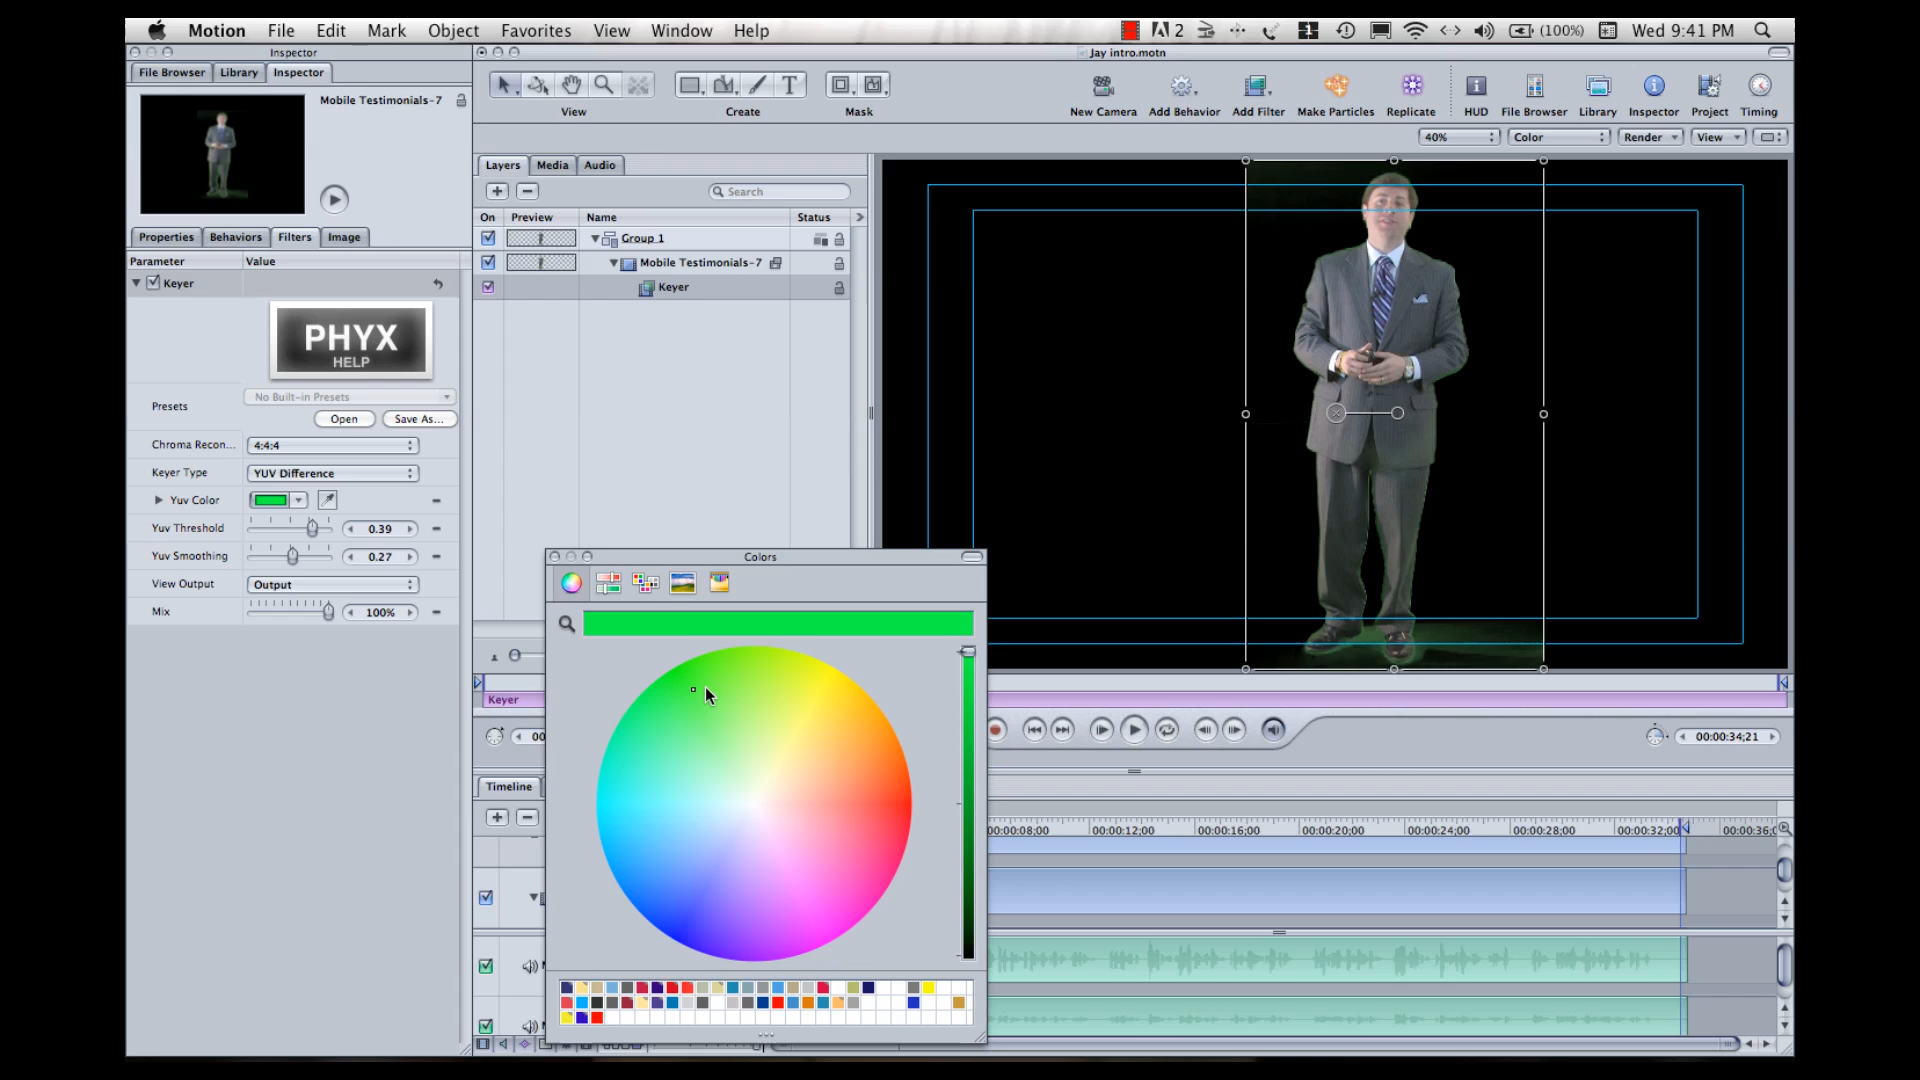 Motion File Edit Mark Object Favorites View Window Help
2 (100%) Wed 9:41 PM
Inspector
Jay intro.motn
File Browser Library Inspector
Mobile Testimonials-7
View Create Mask
New Camera Add Behavior Add Filter Make Particles Replicate HUD File Browser Library Inspector Project Timing
40% Color Render View
Layers Media Audio
Search
On Preview Name Status
Group 1
Mobile Testimonials-7
Keyer
Properties Behaviors Filters Image
Parameter Value
Keyer
PHYX
HELP
Presets No Built-in Presets
Open Save As...
Chroma Recon... 4:4:4
Keyer Type YUV Difference
Yuv Color
Yuv Threshold 0.39
Yuv Smoothing 0.27
View Output Output
Mix 100%
Colors
Keyer
00
00:00:34;21
Timeline
00:00:08;00 00:00:12;00 00:00:16;00 00:00:20;00 00:00:24;00 00:00:28;00 00:00:32;00 00:00:36;0